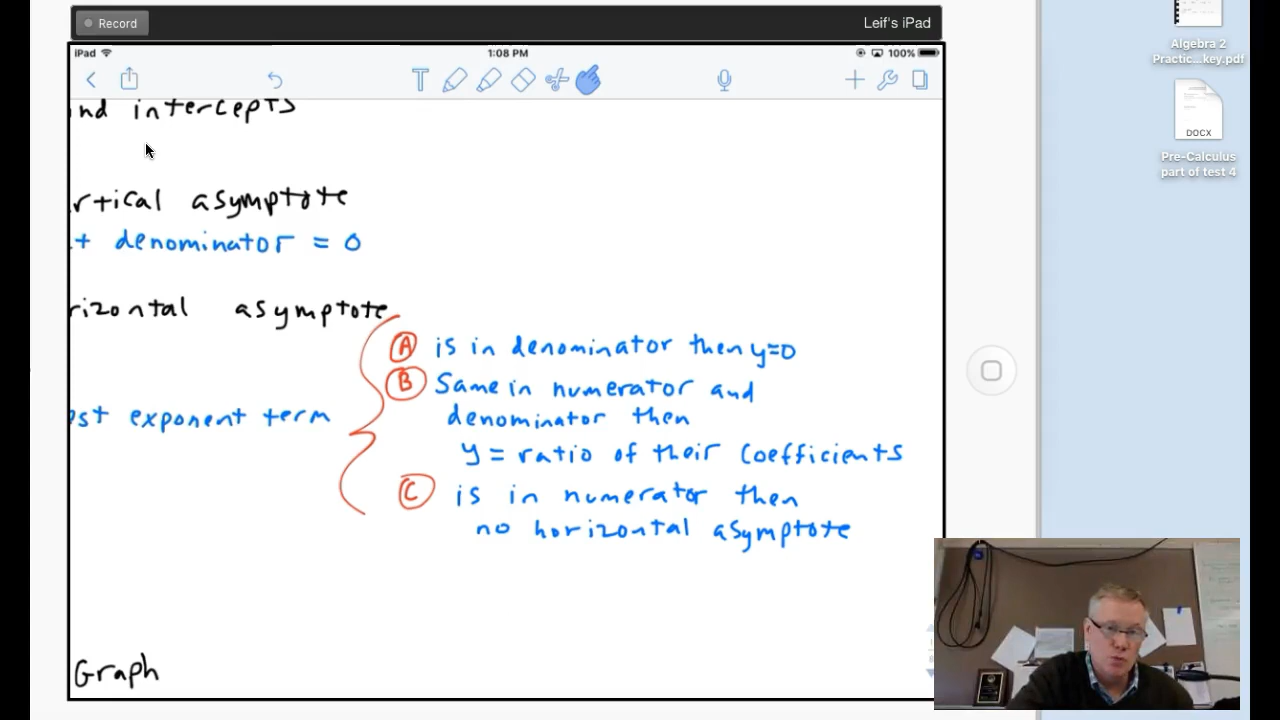 Record
Leif's iPad
iPad
1:08 PM
100%
T
nd intercepts
rtical asymptote
t denominator = 0
rizontal asymptote
A is in denominator then y=0
B Same in numerator and
denominator then
st exponent term
y = ratio of their coefficients
C is in numerator then
no horizontal asymptote
Graph
Algebra 2
Practic...key.pdf
DOCX
Pre-Calculus
part of test 4